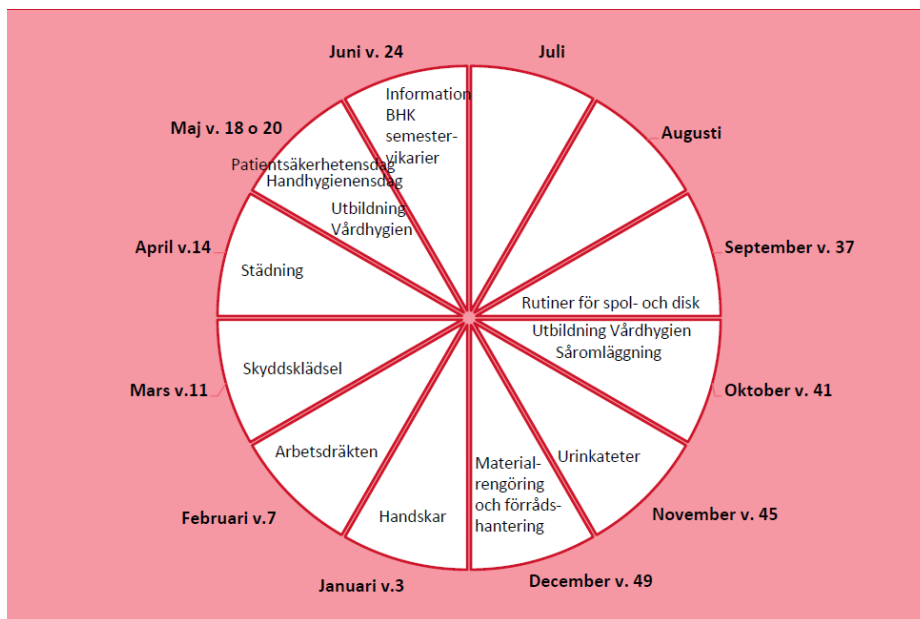 Juni v. 24
Juli
Information
BHK
semester-
vikarier
Augusti
Maj v. 18 o 20
Patientsäkerhetensdag
Handhygienensdag
Utbildning
Vårdhygien
April v.14
Städning
September v. 37
Rutiner för spol- och disk
Utbildning Vårdhygien
Såromläggning
Oktober v. 41
Skyddsklädsel
Mars v.11
Arbetsdräkten
Februari v.7
Handskar
Januari v.3
Material-
rengöring
och förråds-
hantering
December v. 49
Urinkateter
November v. 45